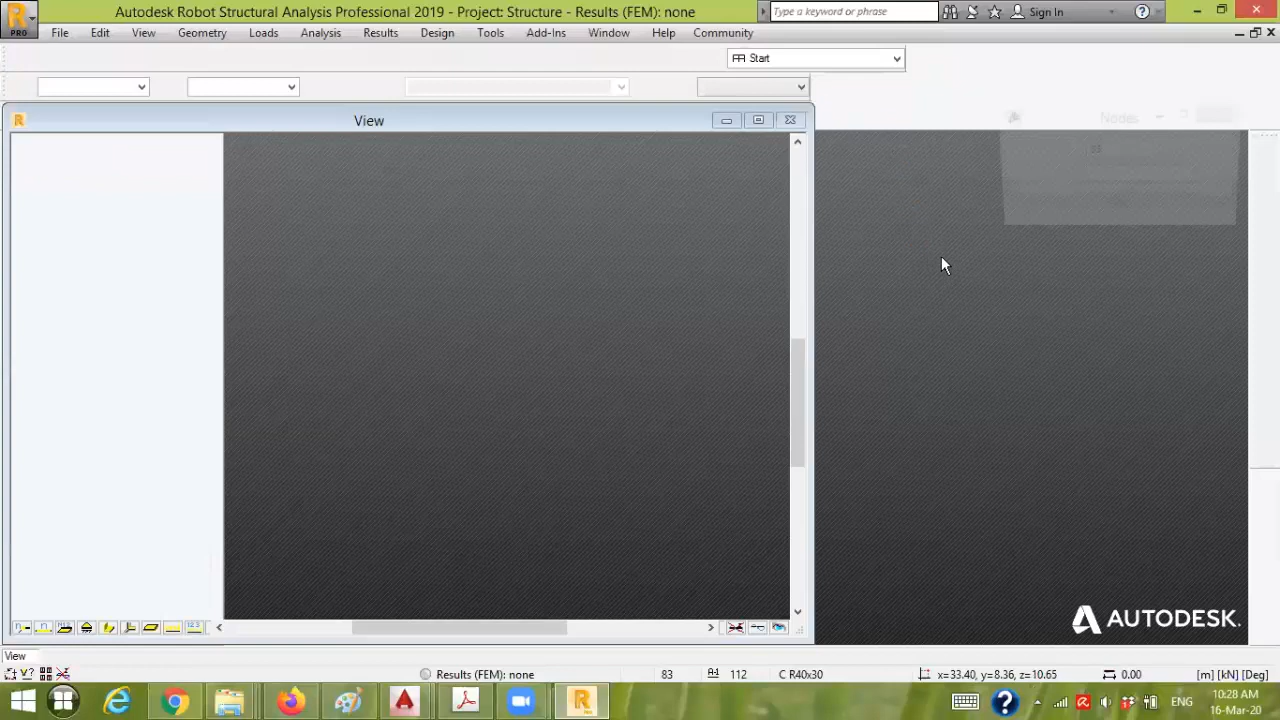 Autodesk Robot Structural Analysis Professional 2019 - Project: Structure - Results (FEM): none
Type a keyword or phrase
Sign In
PRO
File Edit View Geometry Loads Analysis Results Design Tools Add-Ins Window Help Community
Start
View
Nodes
AUTODESK.
View
Results (FEM): none 83 112 C R40x30 x=33.40, y=8.36, z=10.65 0.00 [m] [kN] [Deg]
ENG
10:28 AM
16-Mar-20